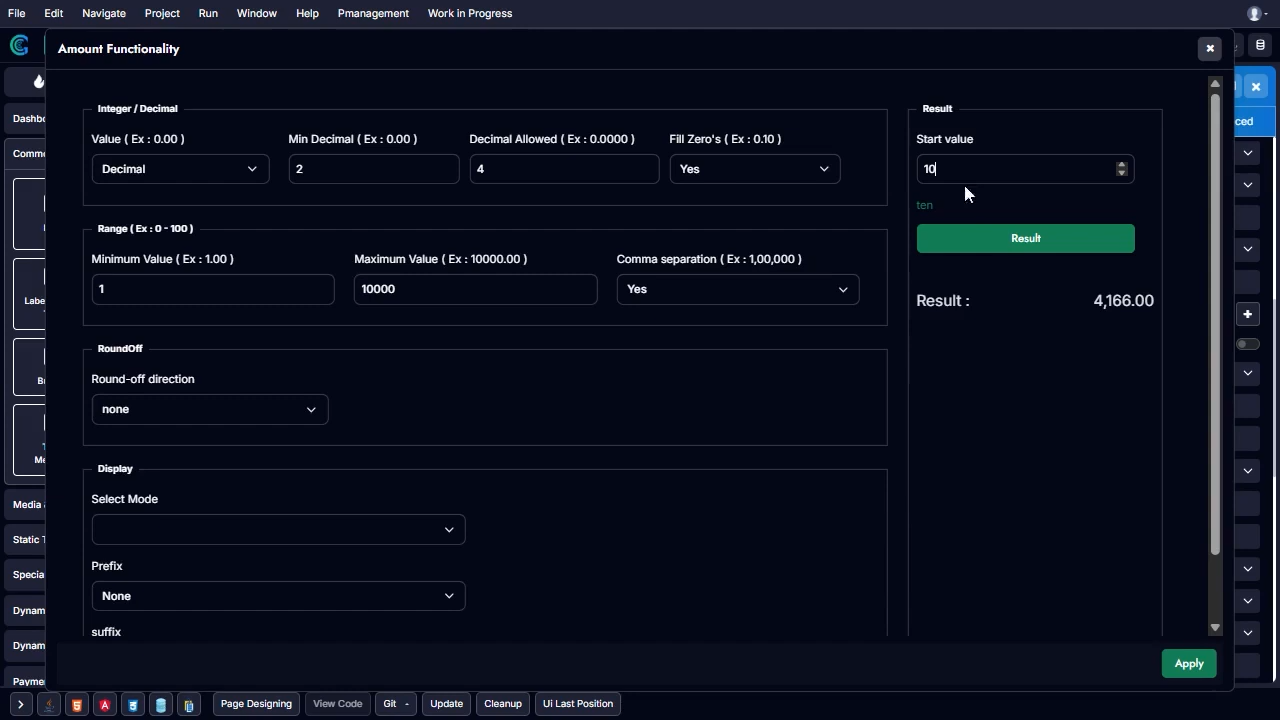 File Edit Navigate Project Run Window Help Pmanagement Work in Progress
Amount Functionality
Integer / Decimal
Value ( Ex : 0.00 ) Min Decimal ( Ex : 0.00 ) Decimal Allowed ( Ex : 0.0000 ) Fill Zero's ( Ex : 0.10 )
Decimal 2 4 Yes
Range ( Ex : 0 - 100 )
Minimum Value ( Ex : 1.00 ) Maximum Value ( Ex : 10000.00 ) Comma separation ( Ex : 1,00,000 )
1 10000 Yes
RoundOff
Round-off direction
none
Display
Select Mode
Prefix
None
suffix
Result
Start value
10
ten
Result
Result : 4,166.00
Apply
Dashbo
Commo
Labe
B
Me
Media
Static T
Specia
Dynam
Dynam
Payme
ced
Page Designing View Code Git Update Cleanup Ui Last Position